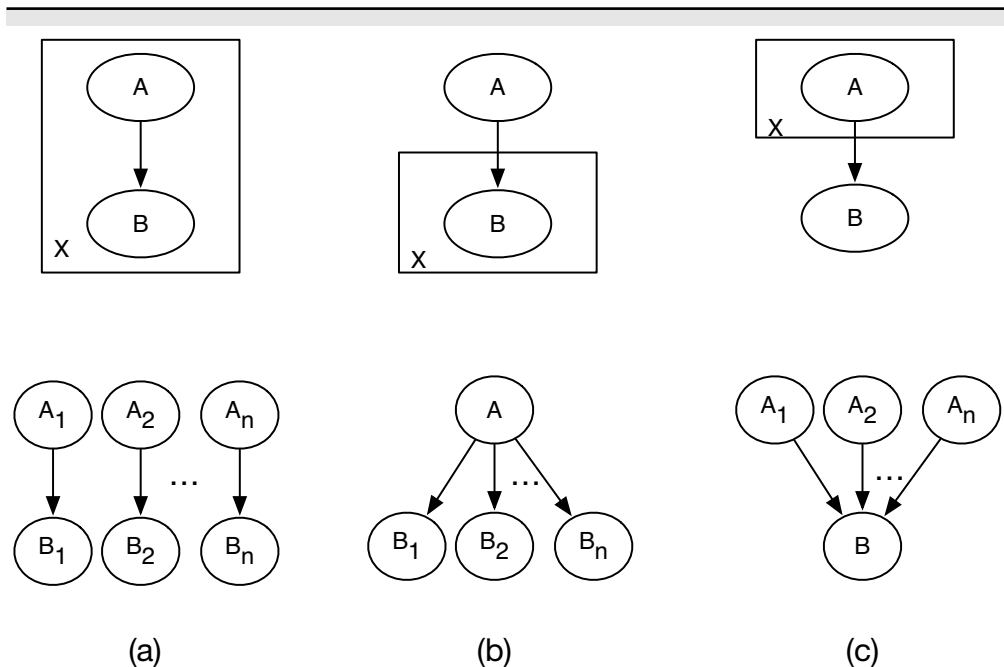 A A A
X
B B B
X X
A₁ A₂ Aₙ A A₁ A₂ Aₙ
... ... ...
B₁ B₂ Bₙ B₁ B₂ Bₙ B
(a) (b) (c)